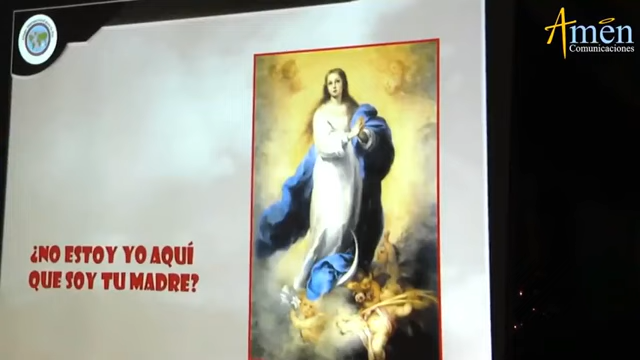 Amén
Comunicaciones
¿NO ESTOY YO AQUÍ
QUE SOY TU MADRE?